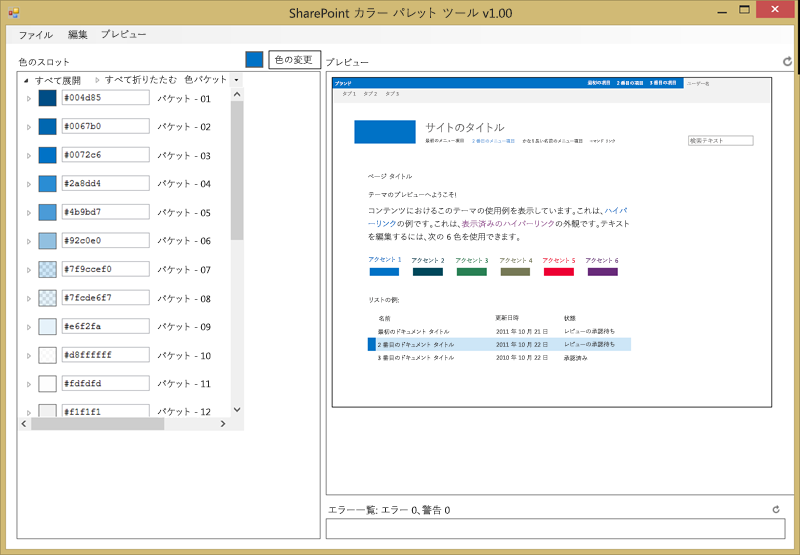 SharePoint カラー パレット ツール v1.00
ファイル 編集 プレビュー
色のスロット 色の変更
すべて展開 すべて折りたたむ 色パケット
#004d85 パケット - 01
#0067b0 パケット - 02
#0072c6 パケット - 03
#2a8dd4 パケット - 04
#4b9bd7 パケット - 05
#92c0e0 パケット - 06
#7f9ccef0 パケット - 07
#7fcde6f7 パケット - 08
#e6f2fa パケット - 09
#d8ffffff パケット - 10
#fdfdfd パケット - 11
#f1f1f1 パケット - 12
プレビュー
ブランド 最初の項目 2 番目の項目 3 番目の項目 ユーザー名
タブ 1 タブ 2 タブ 3
サイトのタイトル
最初のメニュー項目 2 番目のメニュー項目 かなり長い名前のメニュー項目 コマンド リンク
検索テキスト
ページ タイトル
テーマのプレビューへようこそ!
コンテンツにおけるこのテーマの使用例を表示しています。これは、ハイパ
ーリンクの例です。これは、表示済みのハイパーリンクの外観です。テキスト
を編集するには、次の 6 色を使用できます。
アクセント 1 アクセント 2 アクセント 3 アクセント 4 アクセント 5 アクセント 6
リストの例:
名前 更新日時 状態
最初のドキュメント タイトル 2011 年 10 月 21 日 レビューの承認待ち
2 番目のドキュメント タイトル 2011 年 10 月 22 日 レビューの承認待ち
3 番目のドキュメント タイトル 2010 年 10 月 22 日 承認済み
エラー一覧: エラー 0、警告 0